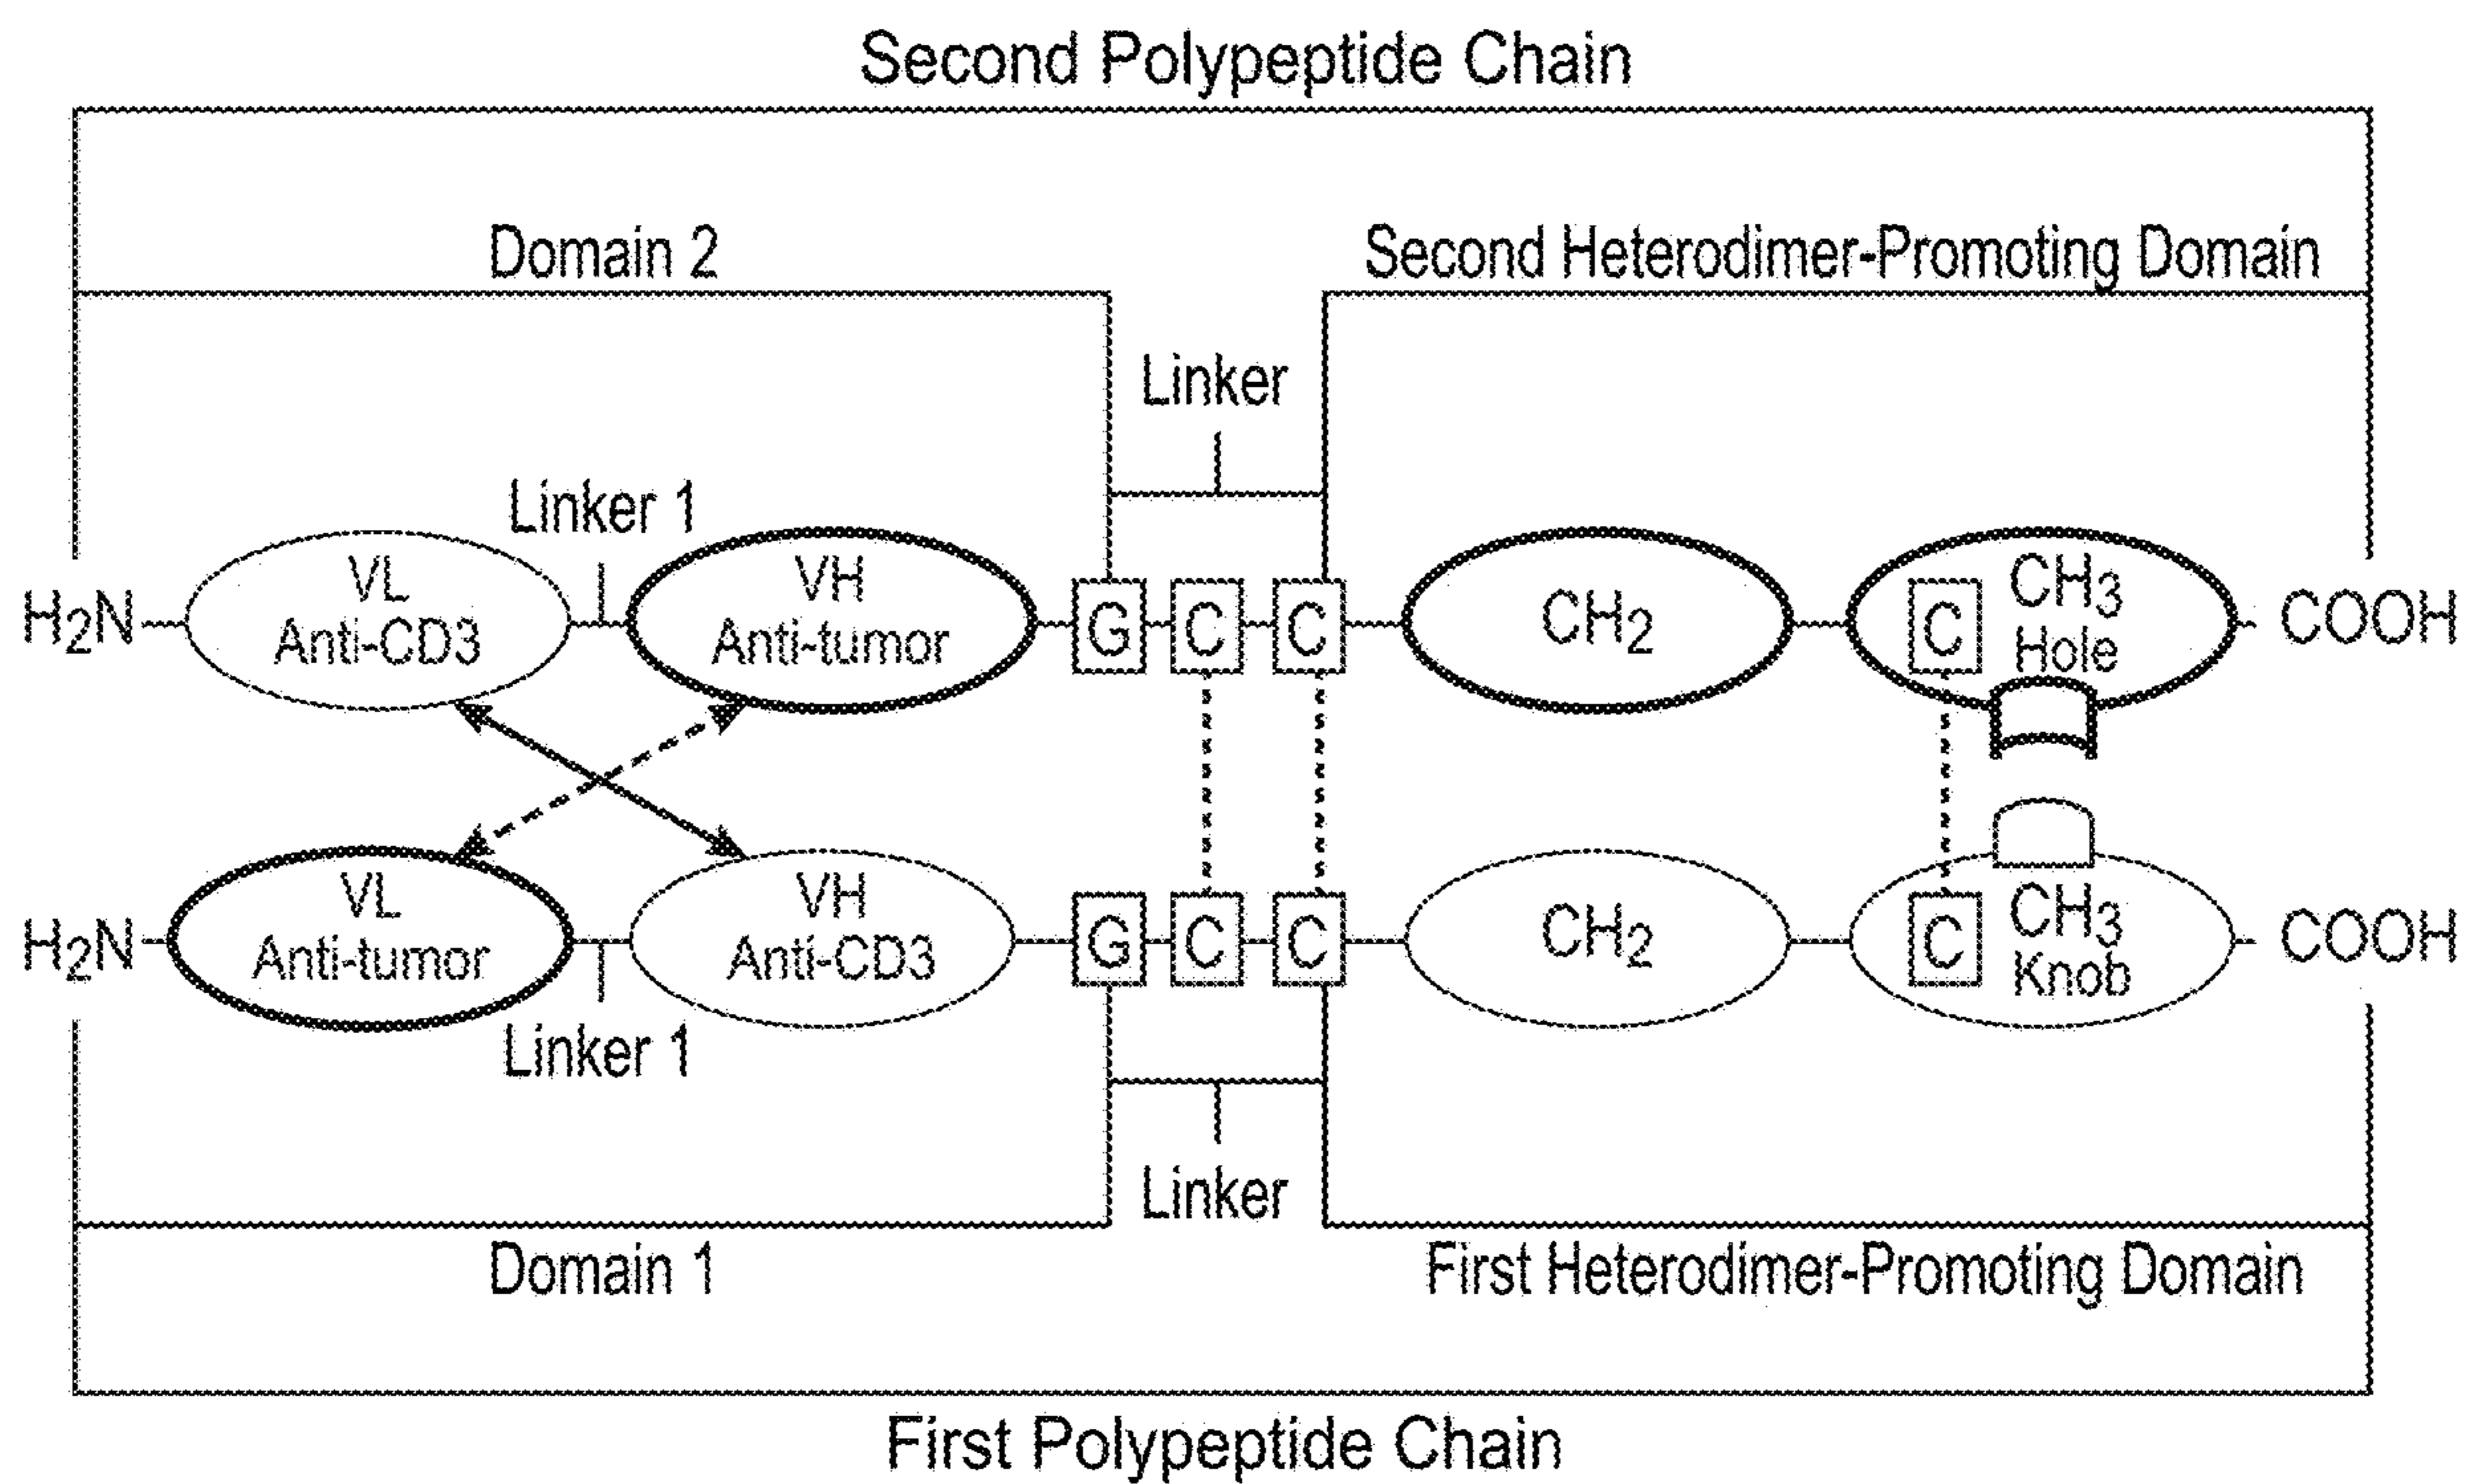 Second Polypeptide Chain
Domain 2
Second Heterodimer-Promoting Domain
Linker
Linker 1
H₂N
VL
Anti-CD3
VH
Anti-tumor
G
C
C
CH₂
C
CH₃
Hole
COOH
H₂N
VL
Anti-tumor
VH
Anti-CD3
G
C
C
CH₂
C
CH₃
Knob
COOH
Linker 1
Linker
Domain 1
First Heterodimer-Promoting Domain
First Polypeptide Chain